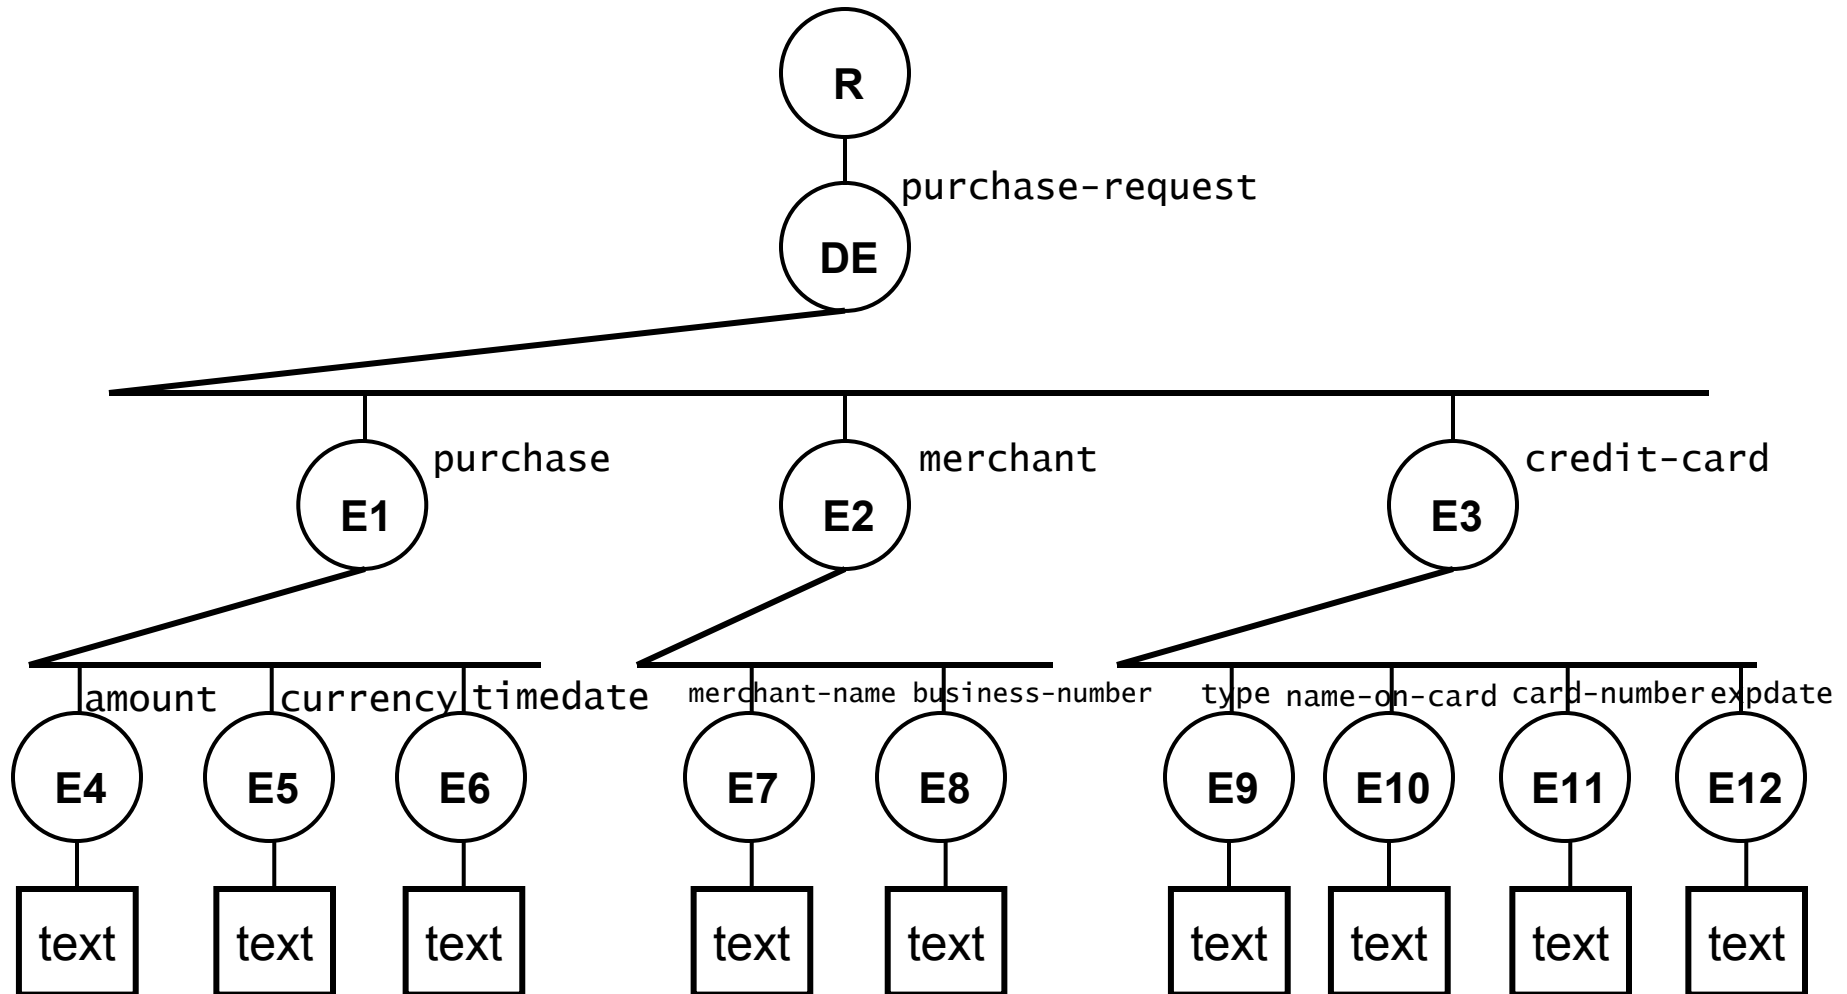 R
purchase-request
DE
purchase
merchant
credit-card
E1
E2
E3
amount
currency
timedate
merchant-name
business-number
type
name-on-card
card-number
expdate
E4
E5
E6
E7
E8
E9
E10
E11
E12
text
text
text
text
text
text
text
text
text